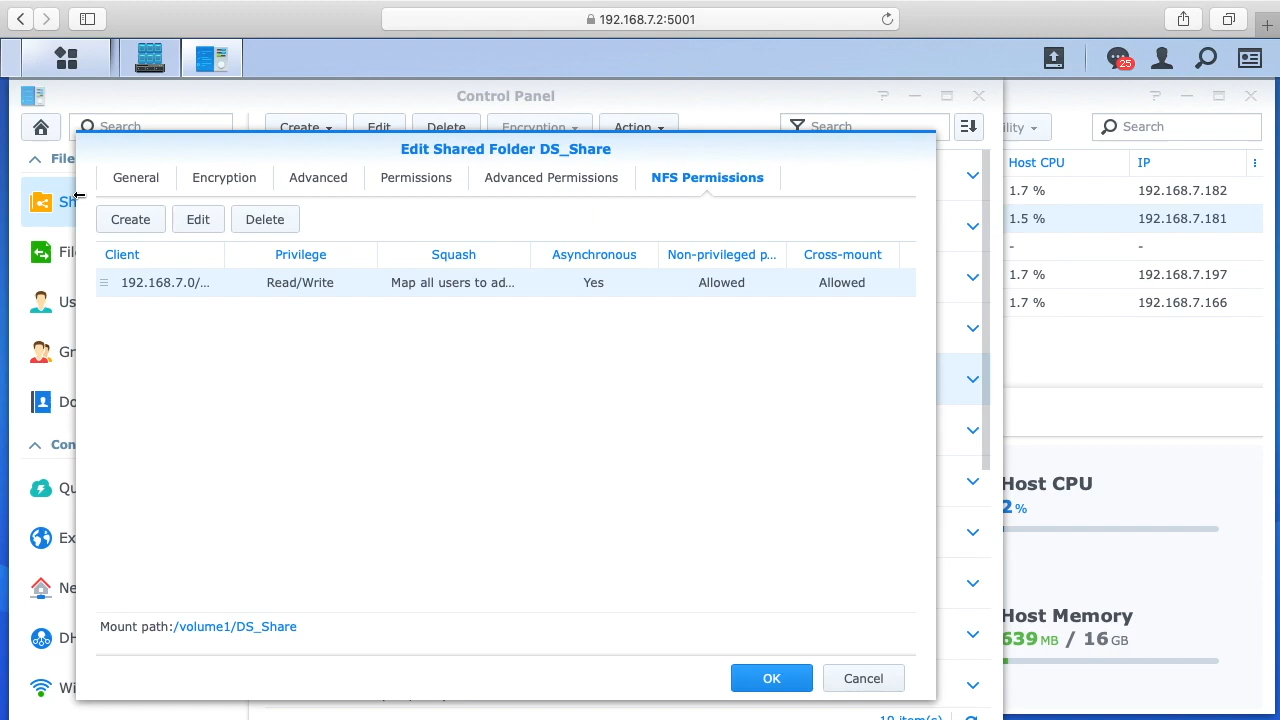 192.168.7.2:5001
25
Control Panel
Search
Create
Edit
Delete
Encryption
Action
Search
Search
Host CPU
IP
1.7 %
192.168.7.182
1.5 %
192.168.7.181
-
-
1.7 %
192.168.7.197
1.7 %
192.168.7.166
Host CPU
2%
Host Memory
639 MB / 16 GB
Edit Shared Folder DS_Share
General
Encryption
Advanced
Permissions
Advanced Permissions
NFS Permissions
Create
Edit
Delete
Client
Privilege
Squash
Asynchronous
Non-privileged p...
Cross-mount
192.168.7.0/...
Read/Write
Map all users to ad...
Yes
Allowed
Allowed
Mount path:/volume1/DS_Share
OK
Cancel